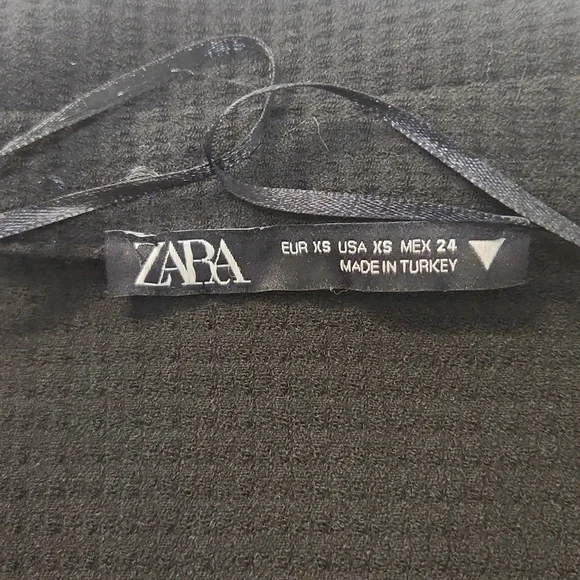 ZARA
EUR XS USA XS MEX 24
MADE IN TURKEY